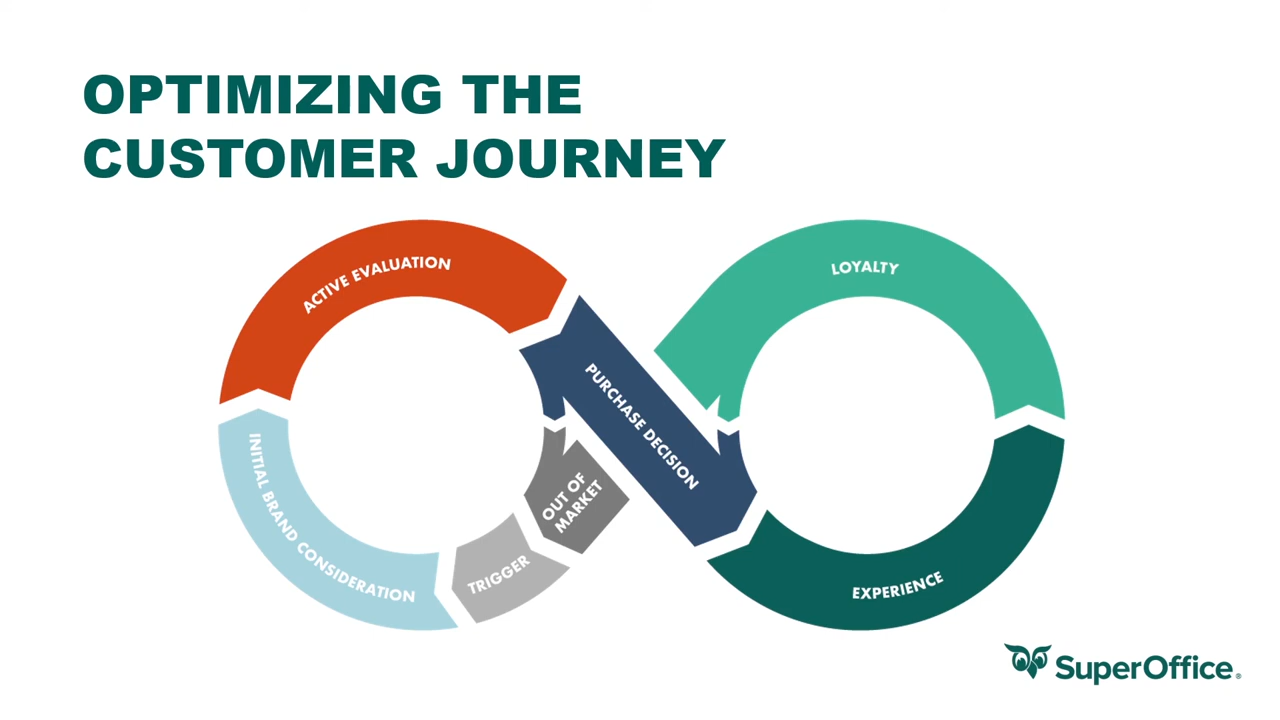 OPTIMIZING THE
CUSTOMER JOURNEY
ACTIVE EVALUATION
LOYALTY
PURCHASE DECISION
INITIAL BRAND CONSIDERATION
OUT OF
MARKET
TRIGGER
EXPERIENCE
SuperOffice®